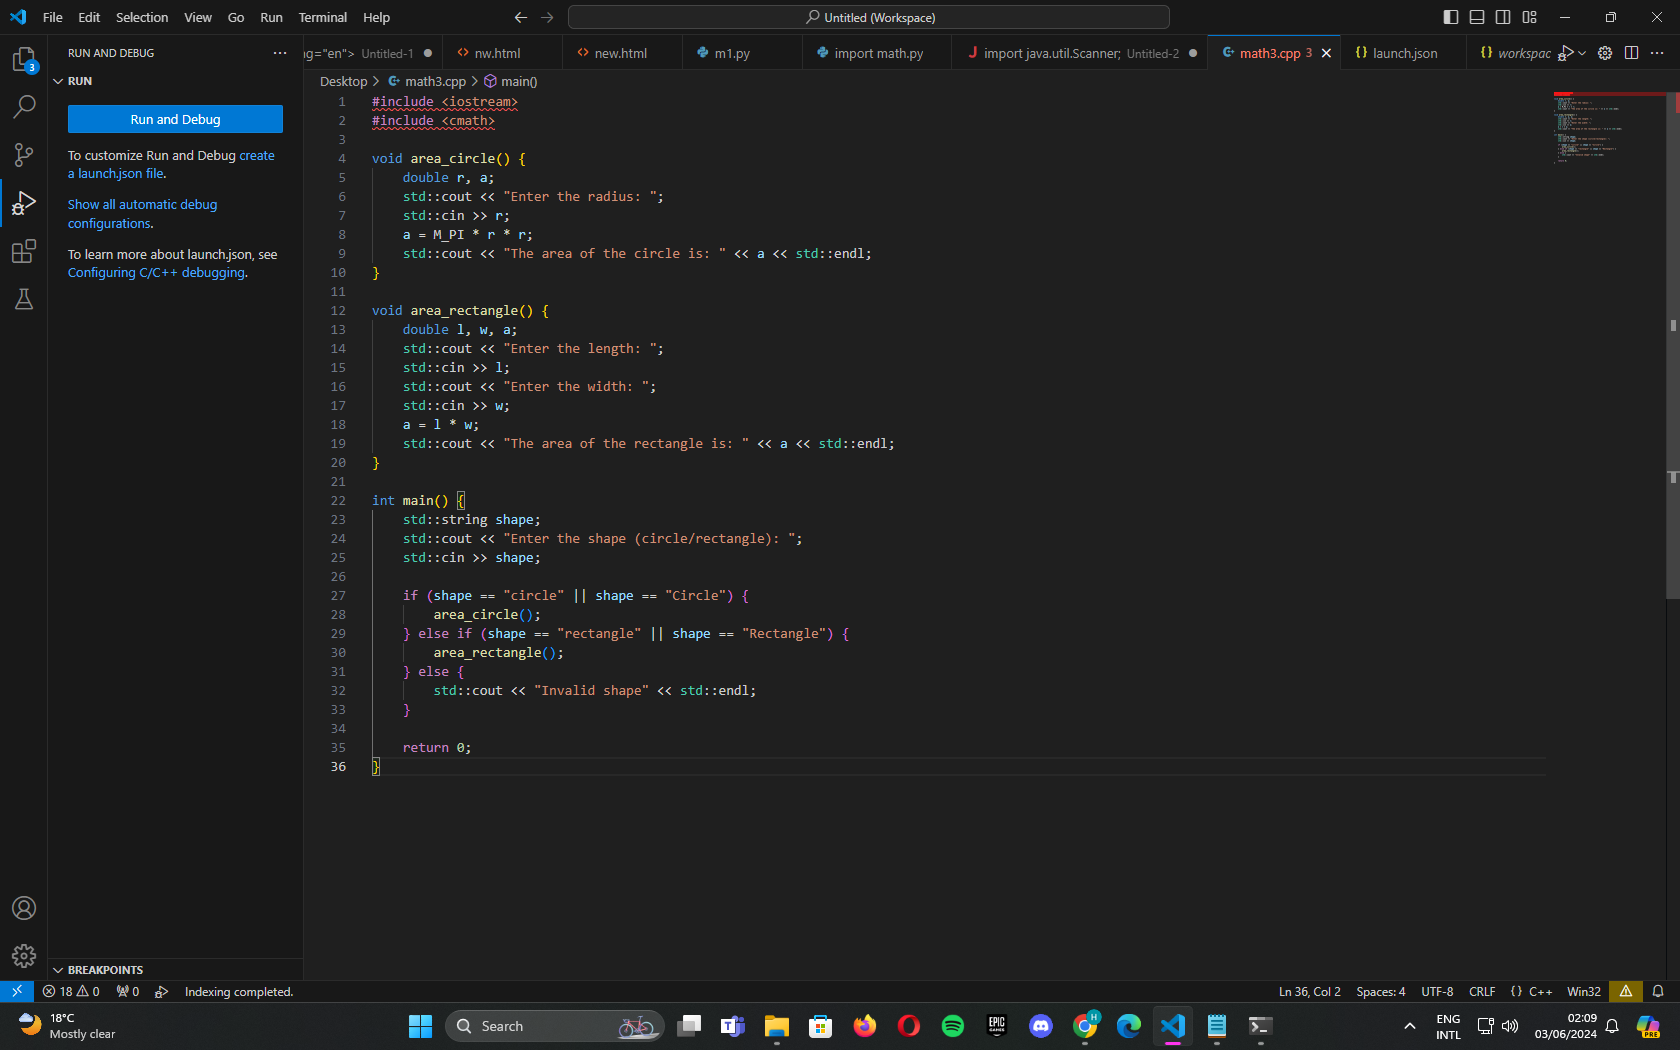 File Edit Selection View Go Run Terminal Help
Untitled (Workspace)
RUN AND DEBUG
ng="en"> Untitled-1
nw.html
new.html
m1.py
import math.py
import java.util.Scanner; Untitled-2
math3.cpp 3
launch.json
workspac
RUN
Run and Debug
To customize Run and Debug create
a launch.json file.
Show all automatic debug
configurations.
To learn more about launch.json, see
Configuring C/C++ debugging.
BREAKPOINTS
3
Desktop > math3.cpp > main()
1 #include <iostream>
2 #include <cmath>
3
4 void area_circle() {
5 double r, a;
6 std::cout << "Enter the radius: ";
7 std::cin >> r;
8 a = M_PI * r * r;
9 std::cout << "The area of the circle is: " << a << std::endl;
10 }
11
12 void area_rectangle() {
13 double l, w, a;
14 std::cout << "Enter the length: ";
15 std::cin >> l;
16 std::cout << "Enter the width: ";
17 std::cin >> w;
18 a = l * w;
19 std::cout << "The area of the rectangle is: " << a << std::endl;
20 }
21
22 int main() {
23 std::string shape;
24 std::cout << "Enter the shape (circle/rectangle): ";
25 std::cin >> shape;
26
27 if (shape == "circle" || shape == "Circle") {
28 area_circle();
29 } else if (shape == "rectangle" || shape == "Rectangle") {
30 area_rectangle();
31 } else {
32 std::cout << "Invalid shape" << std::endl;
33 }
34
35 return 0;
36 }
18 0 0 Indexing completed.
Ln 36, Col 2 Spaces: 4 UTF-8 CRLF {} C++ Win32
18°C
Mostly clear
Search
EPIC
GAMES
H
ENG
INTL
02:09
03/06/2024
PRE